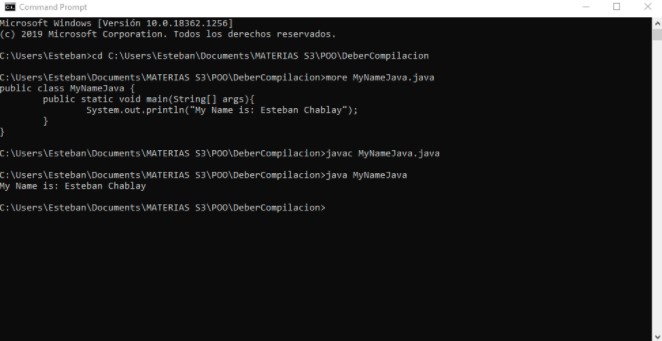 Command Prompt
Microsoft Windows [Versión 10.0.18362.1256]
(c) 2019 Microsoft Corporation. Todos los derechos reservados.
C:\Users\Esteban>cd C:\Users\Esteban\Documents\MATERIAS S3\POO\DeberCompilacion
C:\Users\Esteban\Documents\MATERIAS S3\POO\DeberCompilacion>more MyNameJava.java
public class MyNameJava {
        public static void main(String[] args){
                System.out.println("My Name is: Esteban Chablay");
        }
}
C:\Users\Esteban\Documents\MATERIAS S3\POO\DeberCompilacion>javac MyNameJava.java
C:\Users\Esteban\Documents\MATERIAS S3\POO\DeberCompilacion>java MyNameJava
My Name is: Esteban Chablay
C:\Users\Esteban\Documents\MATERIAS S3\POO\DeberCompilacion>